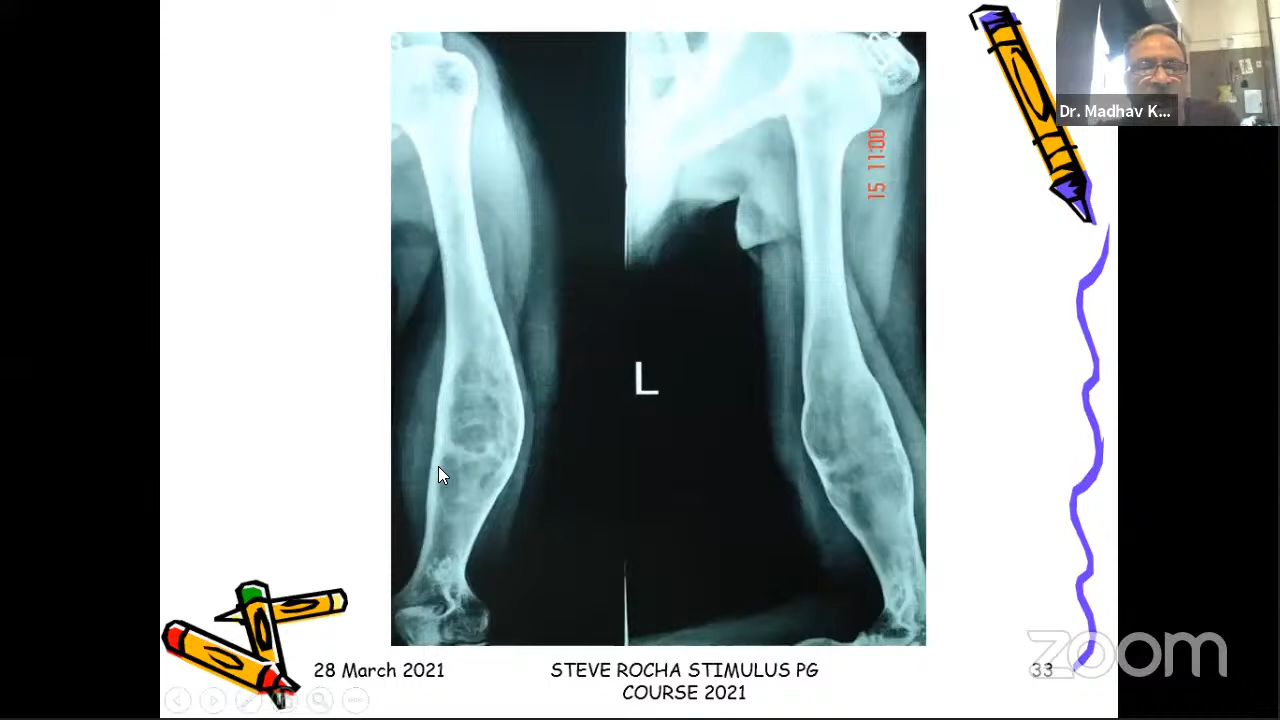 Dr. Madhav K...
15 11:00
L
28 March 2021
STEVE ROCHA STIMULUS PG
COURSE 2021
33
zoom